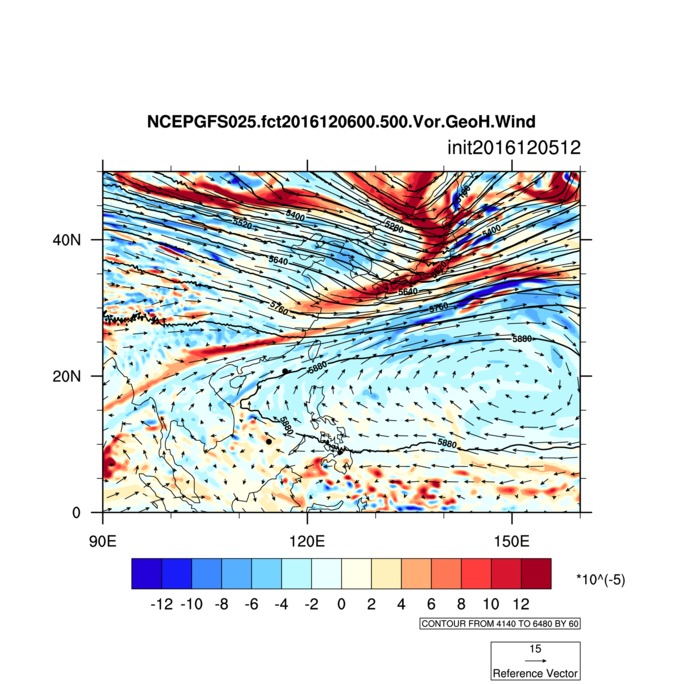 NCEPGFS025.fct2016120600.500.Vor.GeoH.Wind
init2016120512
5400
5520
5280
5400
5640
5640
5760
5760
5880
5880
5880
5880
40N
20N
0
90E 120E 150E
-12 -10 -8 -6 -4 -2 0 2 4 6 8 10 12
*10^(-5)
CONTOUR FROM 4140 TO 6480 BY 60
15
Reference Vector